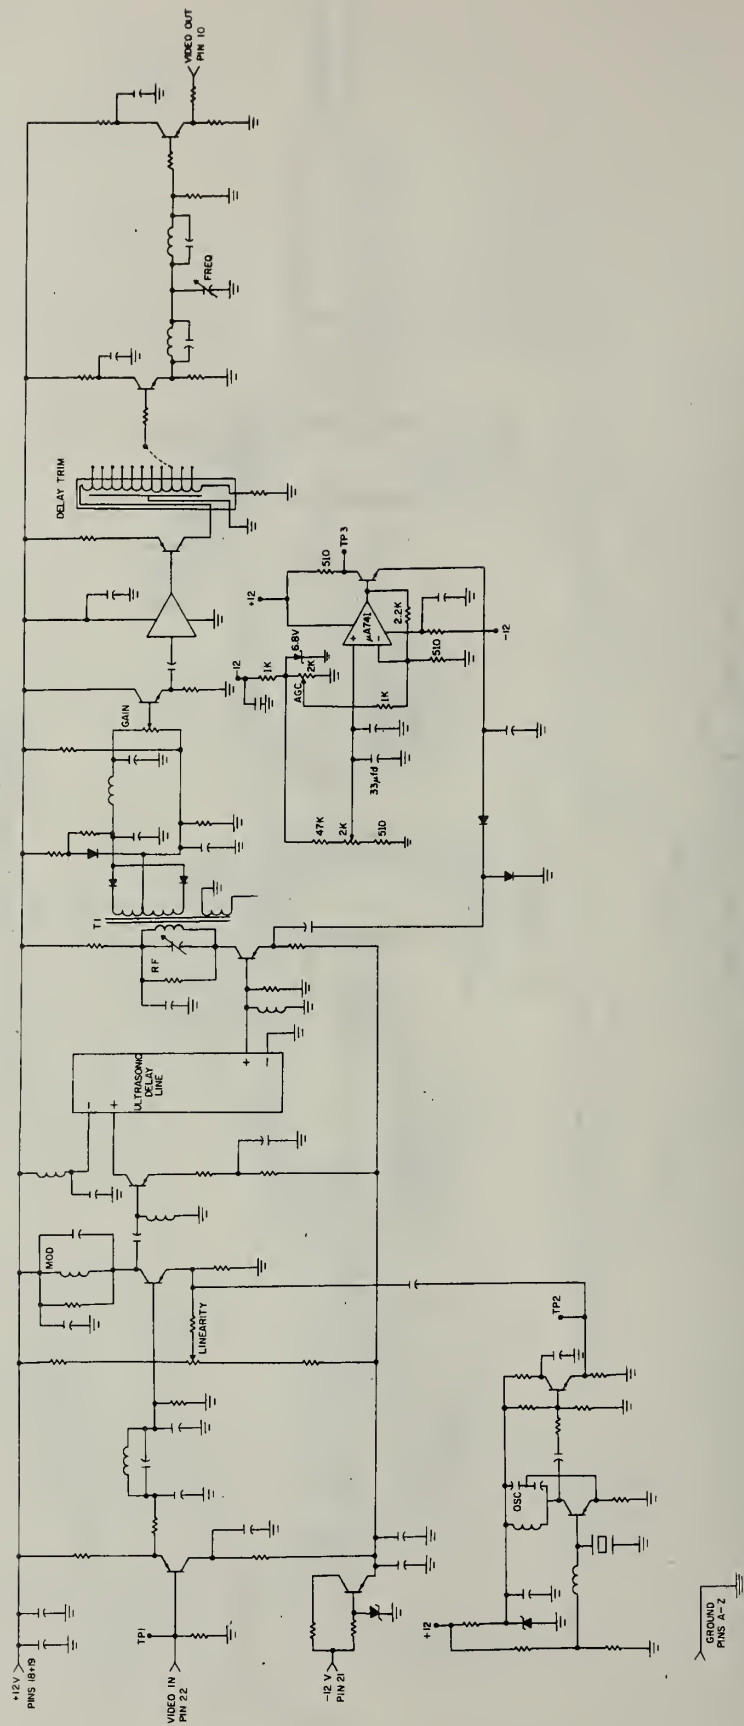 +12V
PINS 18+19
VIDEO IN
PIN 22
TP1
-12 V
PIN 21
LINEARITY
MOD
ULTRASONIC
DELAY
LINE
-
+
+
-
RF
T1
GAIN
DELAY TRIM
FREQ
VIDEO OUT
PIN 10
+12
OSC
TP2
-12
1K
6.8V
AGC
2K
1K
47K
2K
510
33μfd
+12
510
TP3
+
-
μA741
2.2K
510
-12
GROUND
PINS A-Z